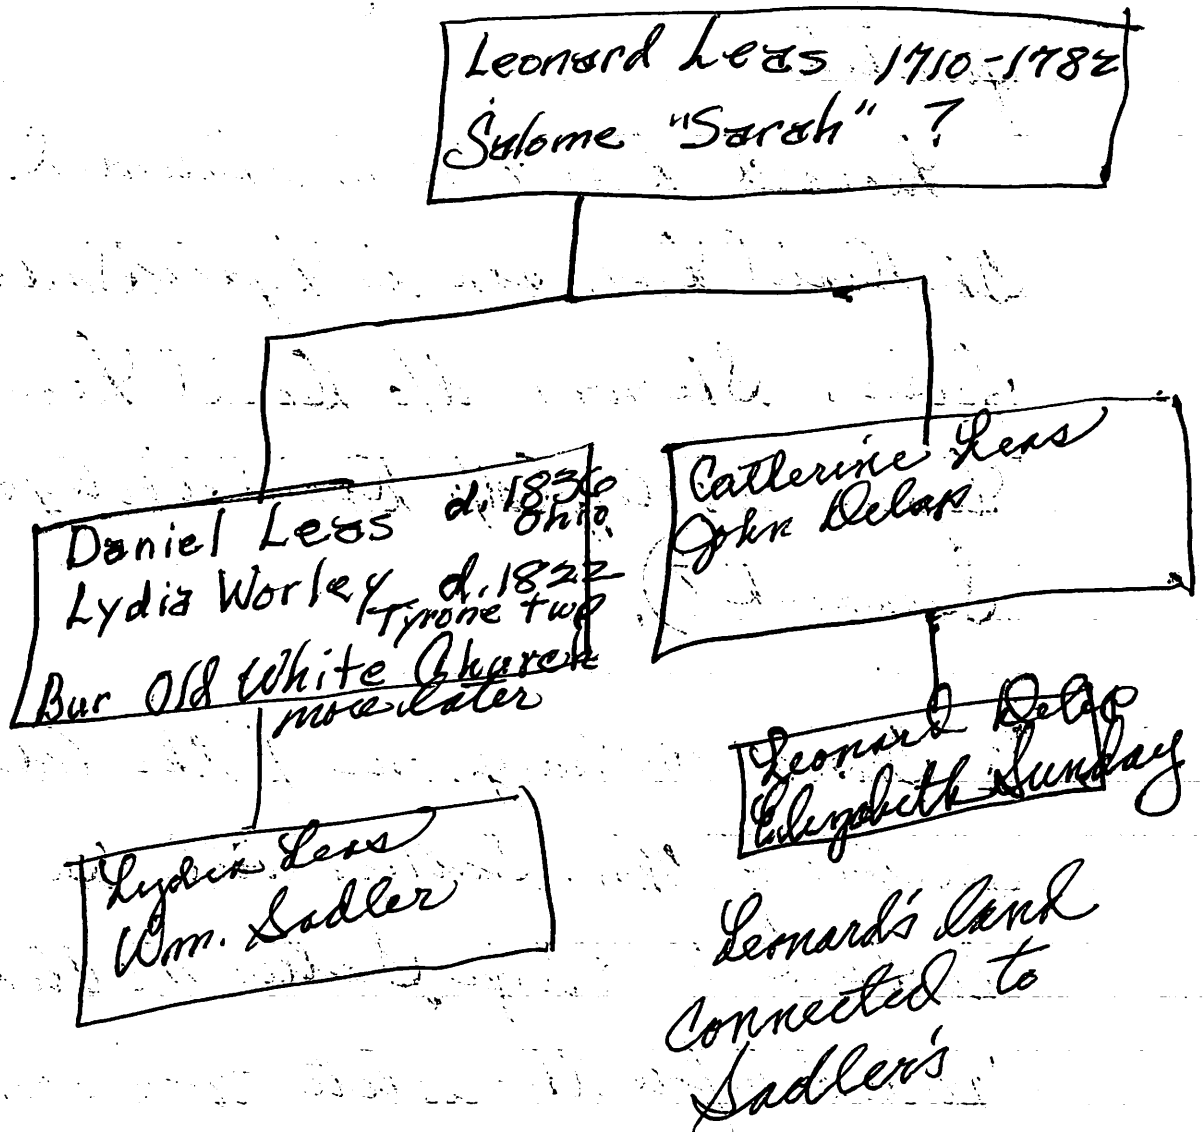 Leonard Leas 1710-1782
Salome "Sarah" ?
Daniel Leas d. 1836
Ohio
Lydia Worley d. 1822
Tyrone twp
Bur Old White Church
more later
Catherine Leas
John Delap
Lydia Leas
Wm. Sadler
Leonard Delap
Elizabeth Sunday
Leonard's land
connected to
Sadler's